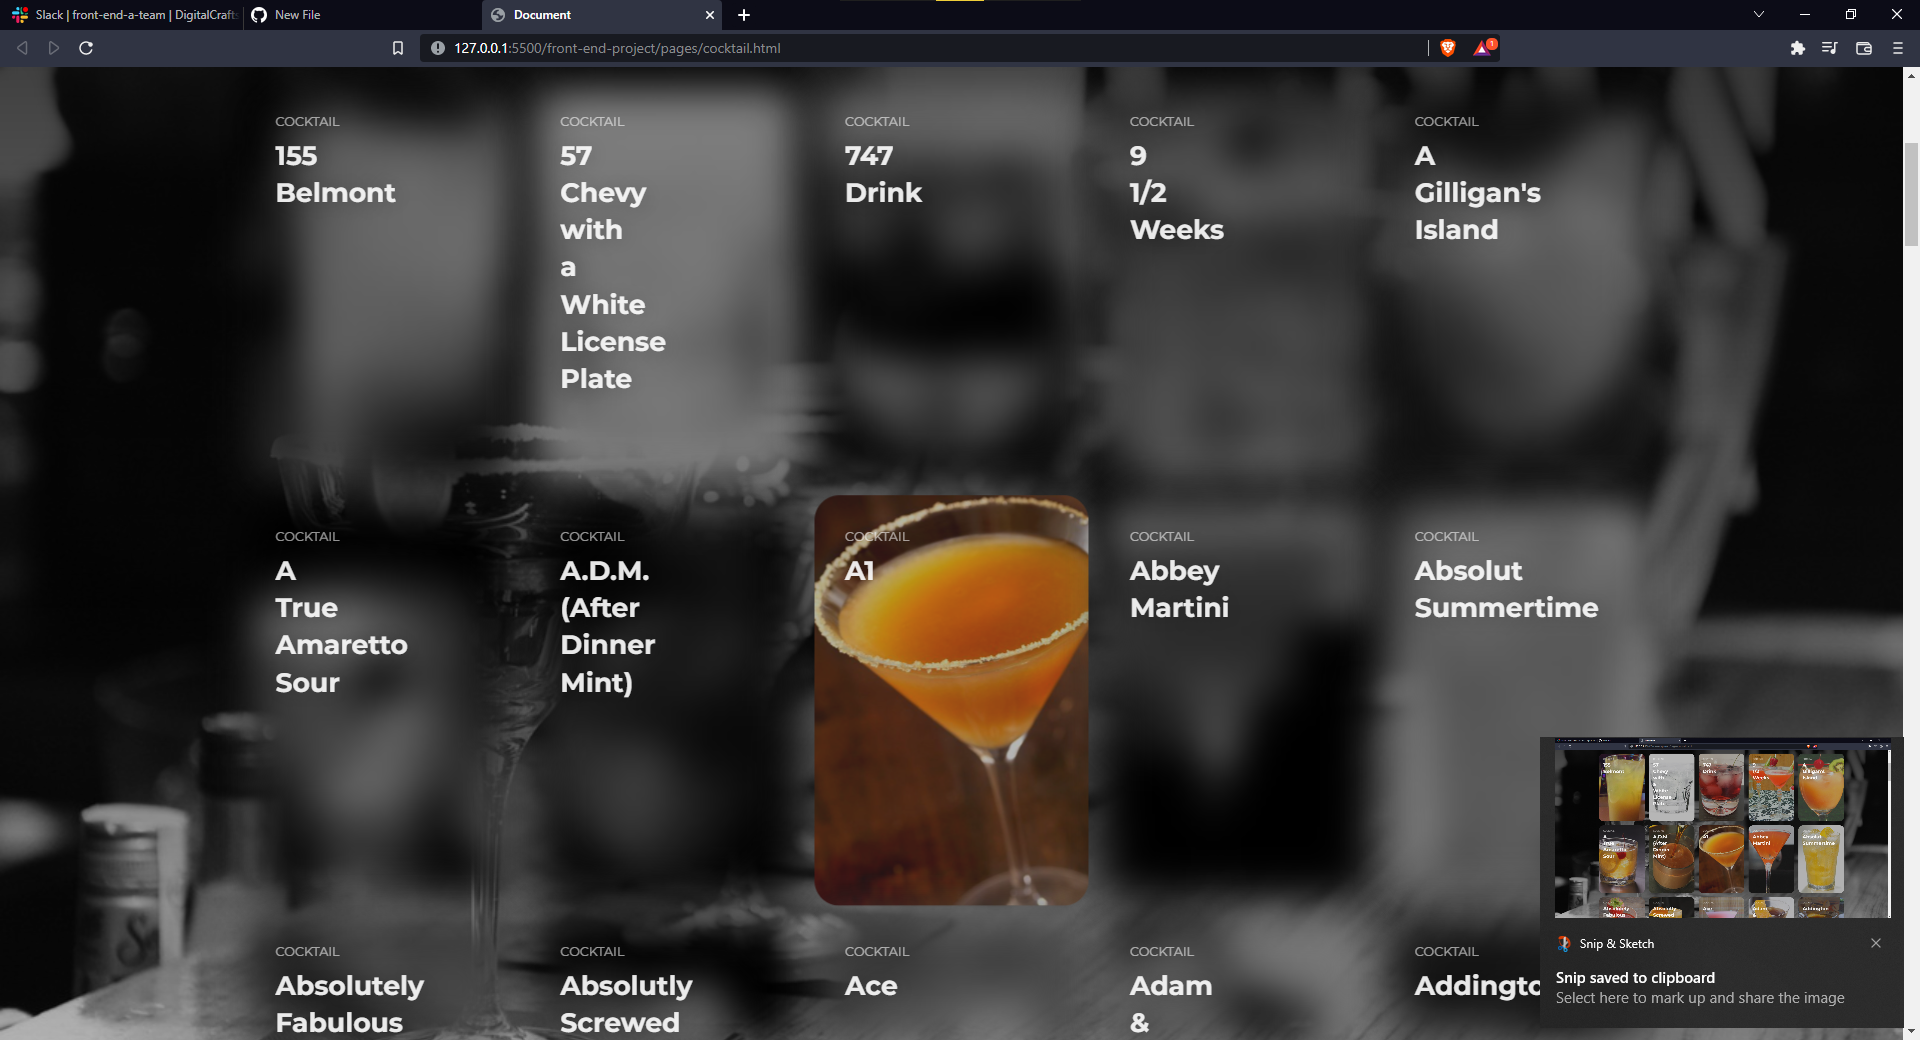 Slack | front-end-a-team | DigitalCrafts
New File
Document
127.0.0.1:5500/front-end-project/pages/cocktail.html
1
COCKTAIL
155
Belmont
COCKTAIL
57
Chevy
with
a
White
License
Plate
COCKTAIL
747
Drink
COCKTAIL
9
1/2
Weeks
COCKTAIL
A
Gilligan's
Island
COCKTAIL
A
True
Amaretto
Sour
COCKTAIL
A.D.M.
(After
Dinner
Mint)
COCKTAIL
A1
COCKTAIL
Abbey
Martini
COCKTAIL
Absolut
Summertime
COCKTAIL
Absolutely
Fabulous
COCKTAIL
Absolutly
Screwed
COCKTAIL
Ace
COCKTAIL
Adam
&
COCKTAIL
Addingto
Snip & Sketch
Snip saved to clipboard
Select here to mark up and share the image